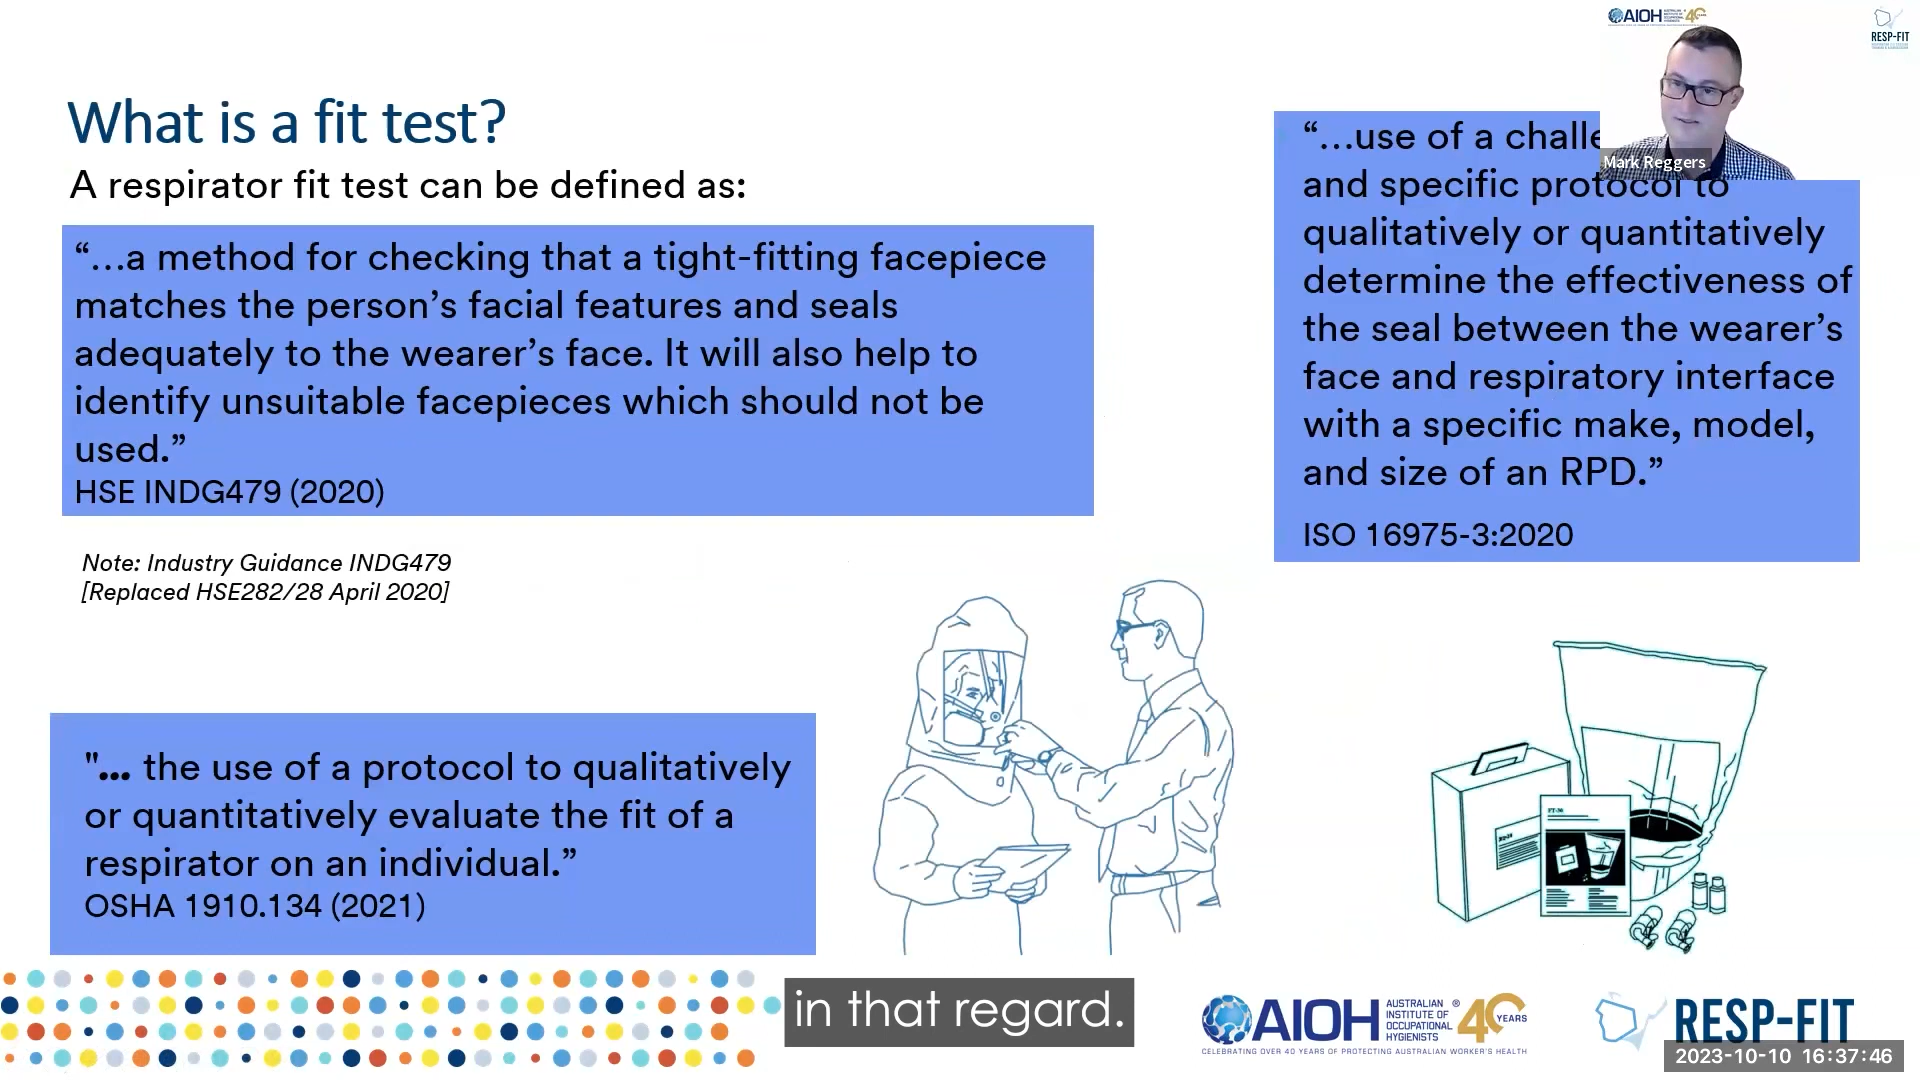 What is a fit test?
A respirator fit test can be defined as:
“...a method for checking that a tight-fitting facepiece
matches the person’s facial features and seals
adequately to the wearer’s face. It will also help to
identify unsuitable facepieces which should not be
used.”
HSE INDG479 (2020)
Note: Industry Guidance INDG479
[Replaced HSE282/28 April 2020]
"... the use of a protocol to qualitatively
or quantitatively evaluate the fit of a
respirator on an individual.”
OSHA 1910.134 (2021)
“...use of a challe
and specific protocol to
qualitatively or quantitatively
determine the effectiveness of
the seal between the wearer’s
face and respiratory interface
with a specific make, model,
and size of an RPD.”
ISO 16975-3:2020
AIOH
40
RESP-FIT
Mark Reggers
FT-30
in that regard.
AIOH
AUSTRALIAN
INSTITUTE OF
OCCUPATIONAL
HYGIENISTS
®
40 YEARS
CELEBRATING OVER 40 YEARS OF PROTECTING AUSTRALIAN WORKER’S HEALTH
RESP-FIT
2023-10-10 16:37:46